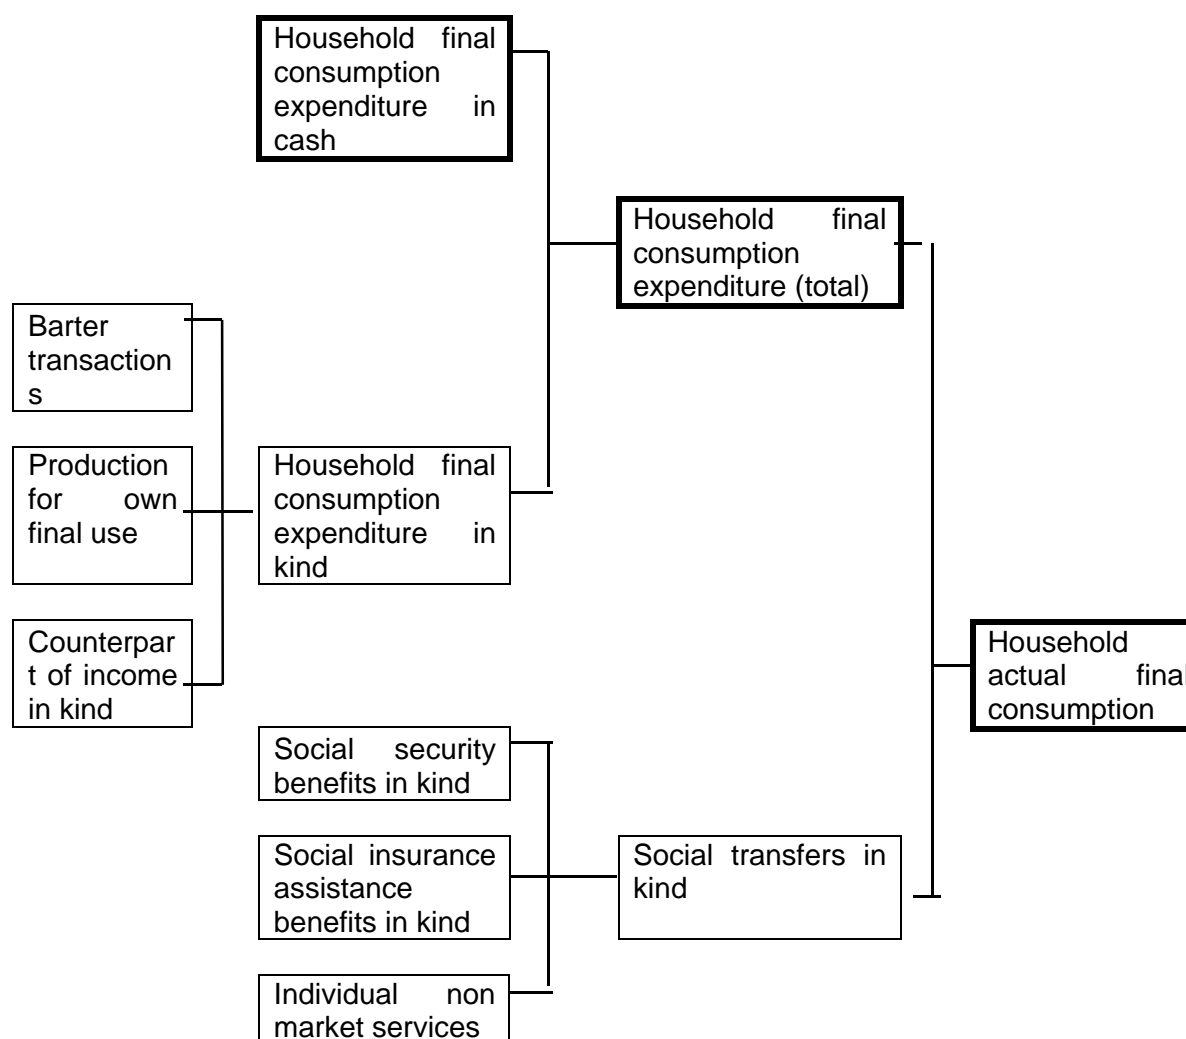 Household final
consumption
expenditure in
cash
Household final
consumption
expenditure (total)
Barter
transaction
s
Production
for own
final use
Household final
consumption
expenditure in
kind
Counterpar
t of income
in kind
Household
actual final
consumption
Social security
benefits in kind
Social insurance
assistance
benefits in kind
Social transfers in
kind
Individual non
market services